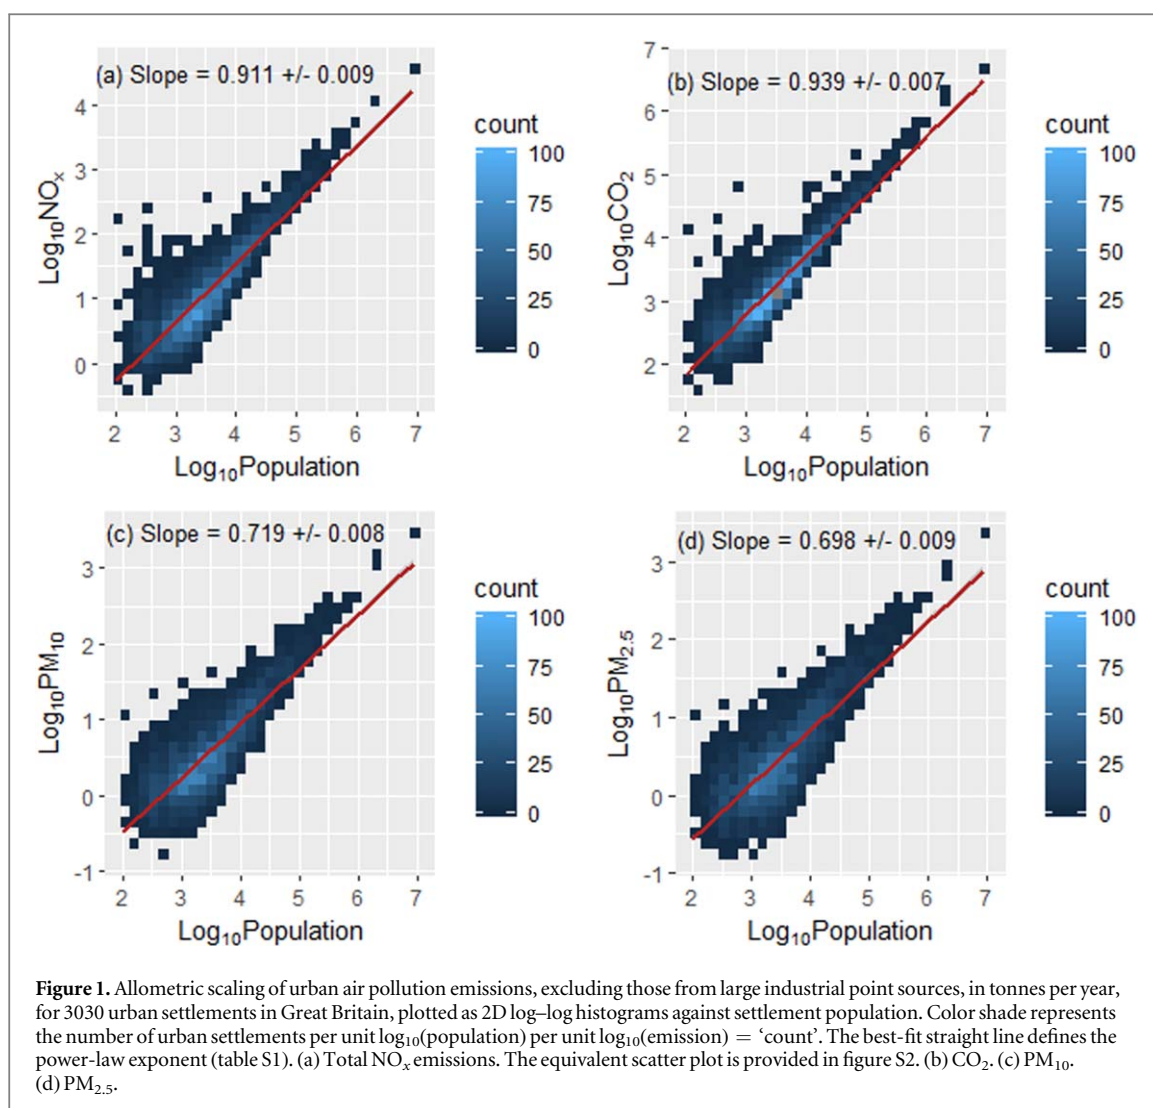 (a) Slope = 0.911 +/- 0.009
Log10NOx
4
3
2
1
0
2 3 4 5 6 7
Log10Population
count
100
75
50
25
0
(b) Slope = 0.939 +/- 0.007
Log10CO2
7
6
5
4
3
2
2 3 4 5 6 7
Log10Population
count
100
75
50
25
0
(c) Slope = 0.719 +/- 0.008
Log10PM10
3
2
1
0
-1
2 3 4 5 6 7
Log10Population
count
100
75
50
25
0
(d) Slope = 0.698 +/- 0.009
Log10PM2.5
3
2
1
0
-1
2 3 4 5 6 7
Log10Population
count
100
75
50
25
0
Figure 1. Allometric scaling of urban air pollution emissions, excluding those from large industrial point sources, in tonnes per year,
for 3030 urban settlements in Great Britain, plotted as 2D log–log histograms against settlement population. Color shade represents
the number of urban settlements per unit log10(population) per unit log10(emission) = ‘count’. The best-fit straight line defines the
power-law exponent (table S1). (a) Total NOx emissions. The equivalent scatter plot is provided in figure S2. (b) CO2. (c) PM10.
(d) PM2.5.